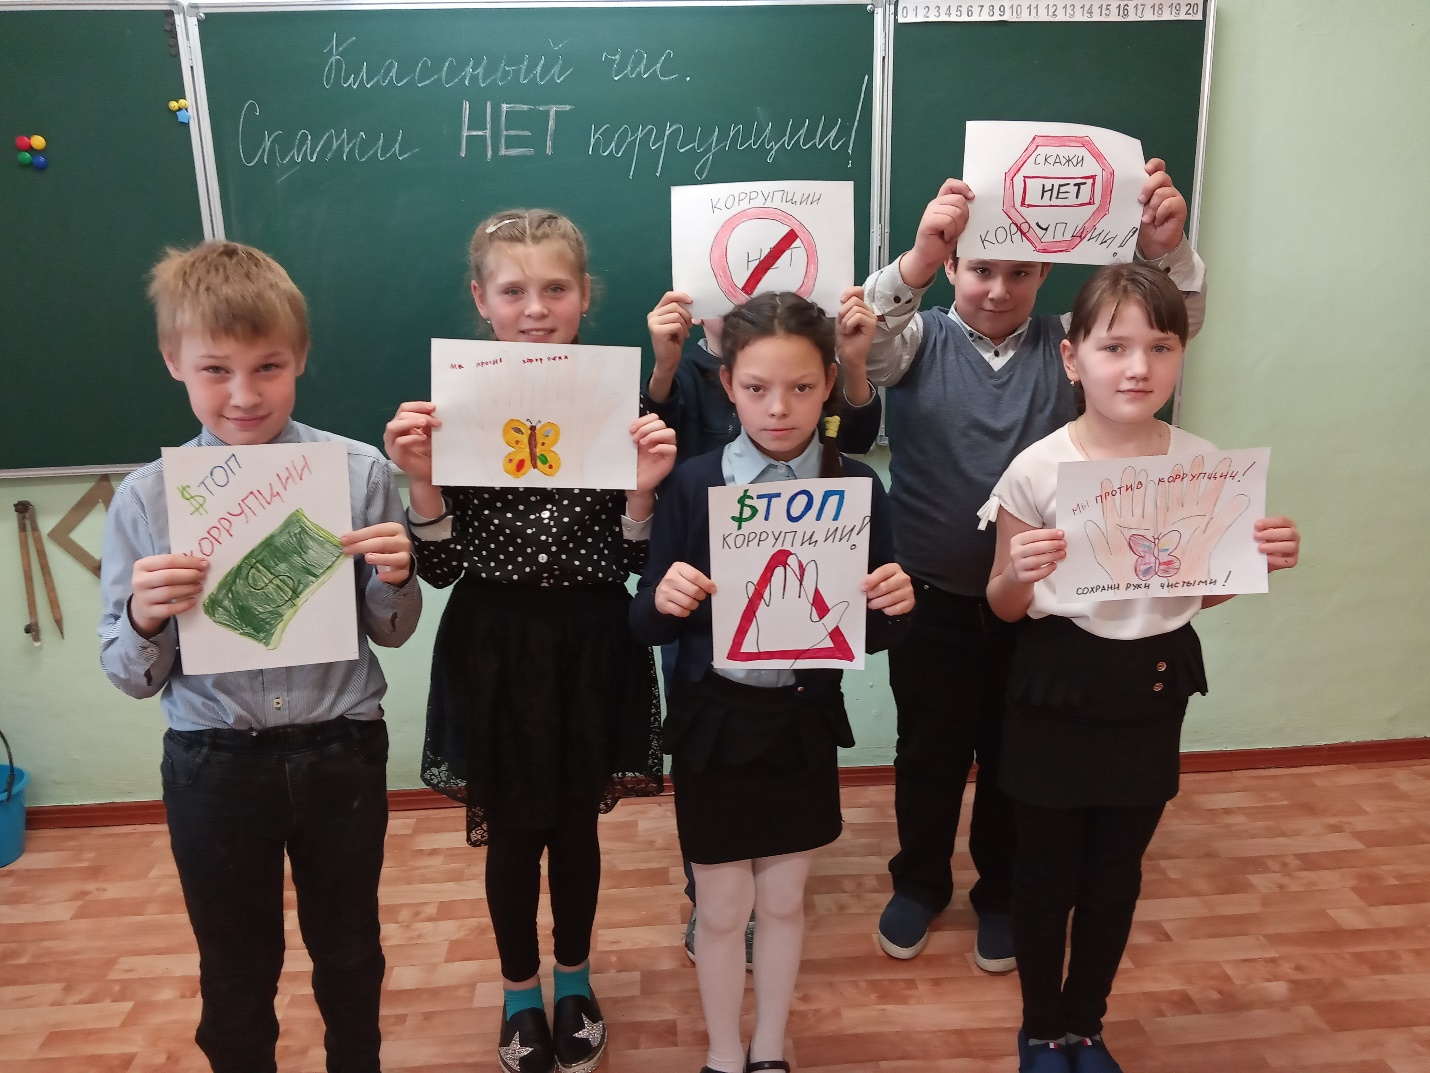 0 1 2 3 4 5 6 7 8 9 10 11 12 13 14 15 16 17 18 19 20
Классный час.
Скажи НЕТ коррупции!
КОРРУПЦИИ
НЕТ
СКАЖИ
НЕТ
КОРРУПЦИИ!
Мы против
$ТОП
КОРРУПЦИИ
$
$ТОП
КОРРУПЦИИ!
МЫ ПРОТИВ КОРРУПЦИИ!
СОХРАНИ РУКИ ЧИСТЫМИ!